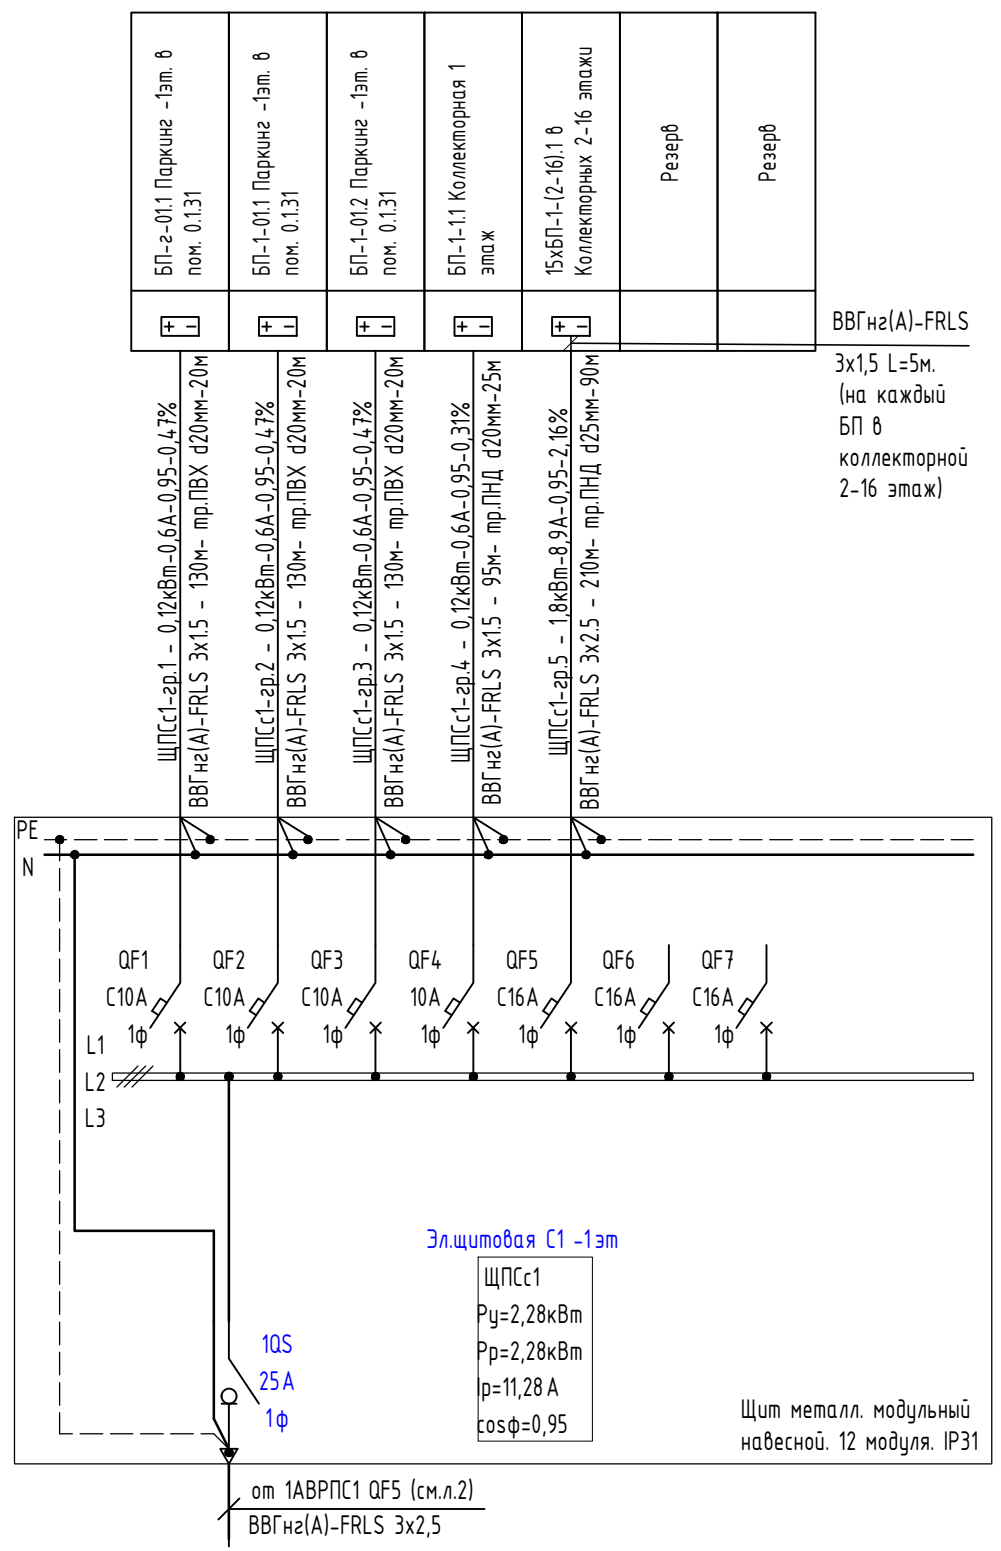 БП-г-01.1 Паркинг -1эт. в
пом. 0.1.31
БП-1-01.1 Паркинг -1эт. в
пом. 0.1.31
БП-1-01.2 Паркинг -1эт. в
пом. 0.1.31
БП-1-1.1 Коллекторная 1
этаж
15хБП-1-(2-16).1 в
Коллекторных 2-16 этажи
Резерв
Резерв
+ −
+ −
+ −
+ −
+ −
ВВГнг(А)-FRLS
3х1,5 L=5м.
(на каждый
БП в
коллекторной
2-16 этаж)
ЩПСс1-гр.1 - 0,12кВт-0,6А-0,95-0,47%
ВВГнг(А)-FRLS 3х1.5 - 130м- тр.ПВХ d20мм-20м
ЩПСс1-гр.2 - 0,12кВт-0,6А-0,95-0,47%
ВВГнг(А)-FRLS 3х1.5 - 130м- тр.ПВХ d20мм-20м
ЩПСс1-гр.3 - 0,12кВт-0,6А-0,95-0,47%
ВВГнг(А)-FRLS 3х1.5 - 130м- тр.ПВХ d20мм-20м
ЩПСс1-гр.4 - 0,12кВт-0,6А-0,95-0,31%
ВВГнг(А)-FRLS 3х1.5 - 95м- тр.ПНД d20мм-25м
ЩПСс1-гр.5 - 1,8кВт-8,9А-0,95-2,16%
ВВГнг(А)-FRLS 3х2.5 - 210м- тр.ПНД d25мм-90м
PE
N
QF1
C10A
1ф
QF2
C10A
1ф
QF3
C10A
1ф
QF4
10A
1ф
QF5
C16A
1ф
QF6
C16A
1ф
QF7
C16A
1ф
L1
L2
L3
Эл.щитовая С1 -1эт
ЩПСс1
Ру=2,28кВт
Рр=2,28кВт
Iр=11,28 А
cosф=0,95
1QS
25 А
1ф
Щит металл. модульный
навесной. 12 модуля. IP31
от 1АВРПС1 QF5 (см.л.2)
ВВГнг(А)-FRLS 3х2,5